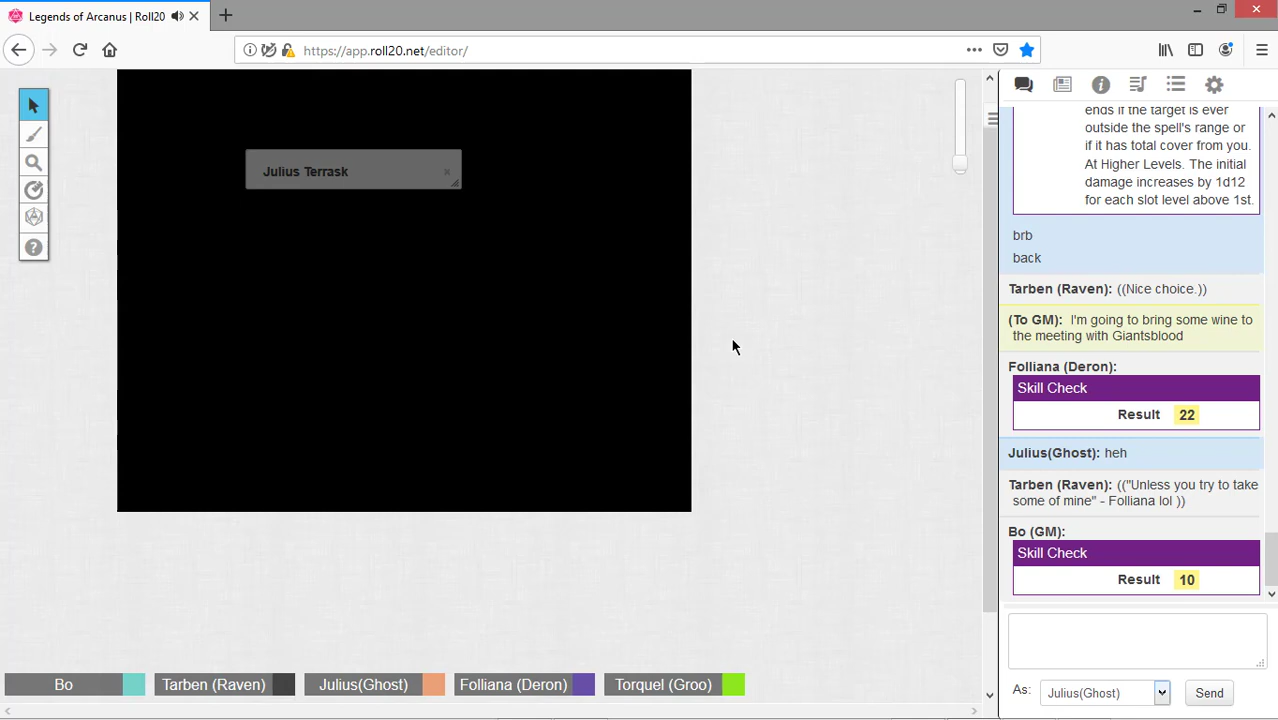 Legends of Arcanus | Roll20
https://app.roll20.net/editor/
Julius Terrask
ends if the target is ever
outside the spell's range or
if it has total cover from you.
At Higher Levels. The initial
damage increases by 1d12
for each slot level above 1st.
brb
back
Tarben (Raven): ((Nice choice.))
(To GM): I'm going to bring some wine to
the meeting with Giantsblood
Folliana (Deron):
Skill Check
Result 22
Julius(Ghost): heh
Tarben (Raven): (("Unless you try to take
some of mine" - Folliana lol ))
Bo (GM):
Skill Check
Result 10
As: Julius(Ghost) Send
Bo Tarben (Raven) Julius(Ghost) Folliana (Deron) Torquel (Groo)